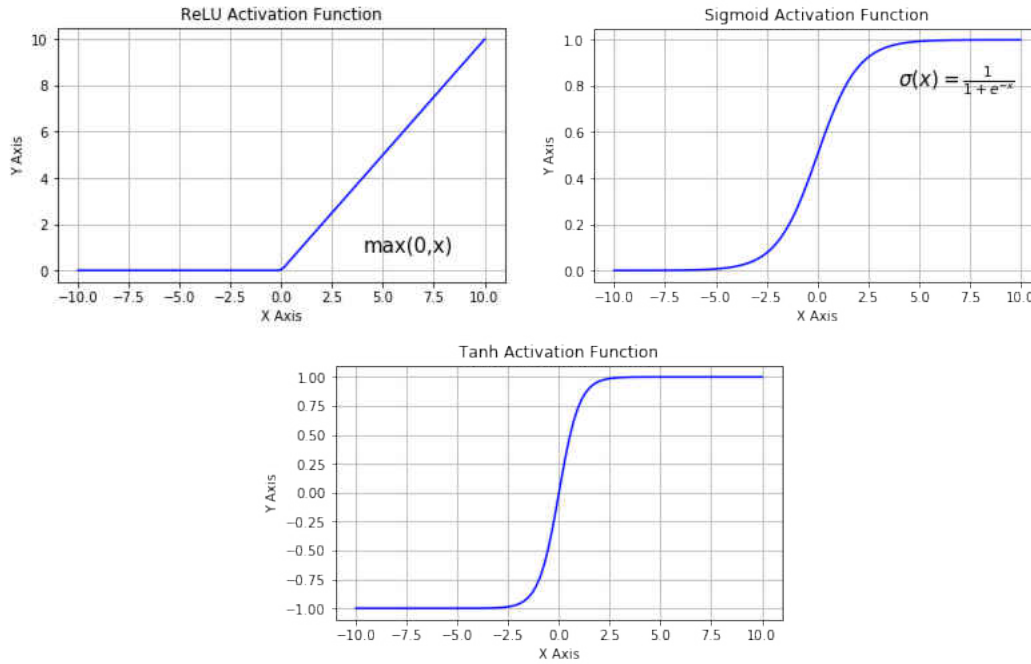 ReLU Activation Function
10
8
6
4
2
0
Y Axis
max(0,x)
−10.0 −7.5 −5.0 −2.5 0.0 2.5 5.0 7.5 10.0
X Axis
Sigmoid Activation Function
1.0
0.8
0.6
0.4
0.2
0.0
Y Axis
σ(x) = 1 / 1 + e^{-x}
−10.0 −7.5 −5.0 −2.5 0.0 2.5 5.0 7.5 10.0
X Axis
Tanh Activation Function
1.00
0.75
0.50
0.25
0.00
−0.25
−0.50
−0.75
−1.00
Y Axis
−10.0 −7.5 −5.0 −2.5 0.0 2.5 5.0 7.5 10.0
X Axis